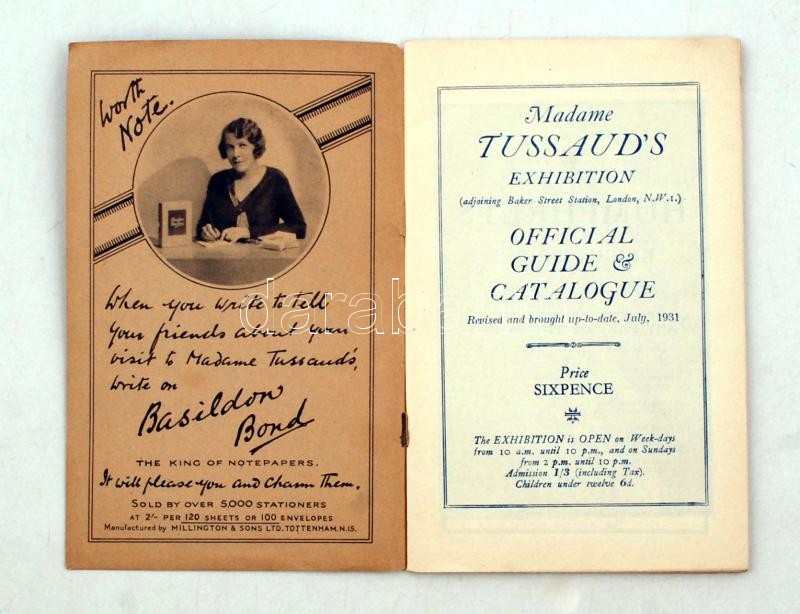 Worth
Note.
When you write to tell
your friends about your
visit to Madame Tussaud's,
write on
Basildon
Bond
THE KING OF NOTEPAPERS.
It will please you and charm them.
SOLD BY OVER 5,000 STATIONERS
AT 2/- PER 120 SHEETS OR 100 ENVELOPES
Manufactured by MILLINGTON & SONS LTD. TOTTENHAM. N.15.
Madame
TUSSAUD'S
EXHIBITION
(adjoining Baker Street Station, London, N.W.1.)
OFFICIAL
GUIDE &
CATALOGUE
Revised and brought up-to-date, July, 1931
Price
SIXPENCE
The EXHIBITION is OPEN on Week-days
from 10 a.m. until 10 p.m., and on Sundays
from 2 p.m. until 10 p.m.
Admission 1/3 (including Tax).
Children under twelve 6d.